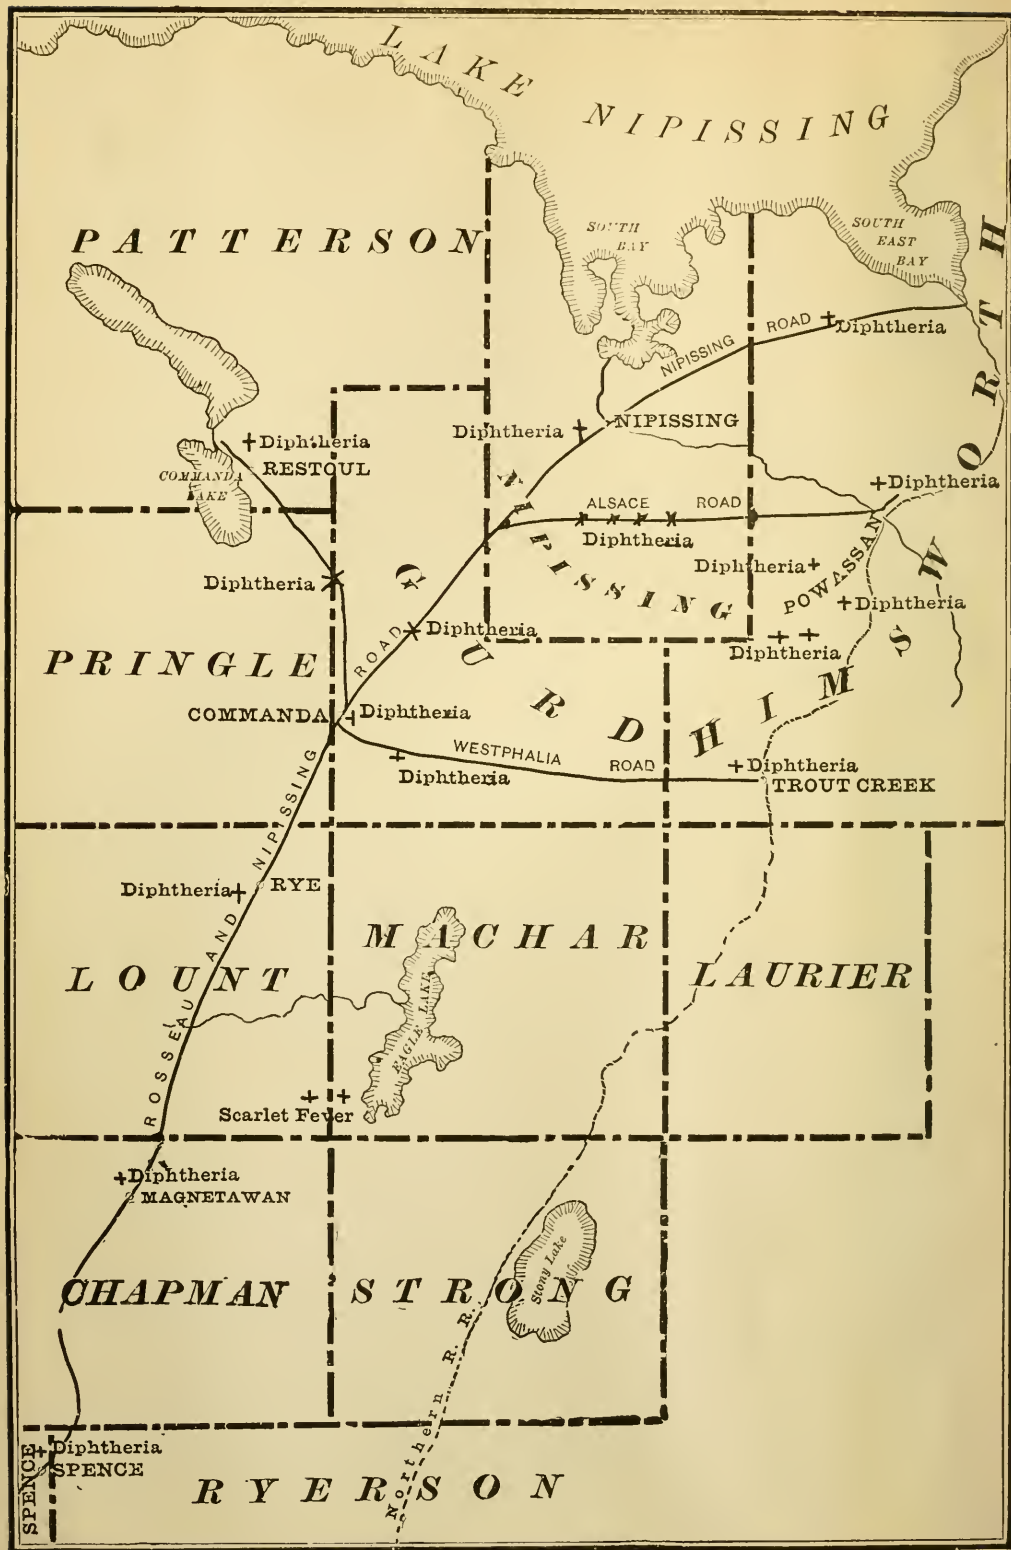 LAKE NIPISSING
SOUTH
BAY
SOUTH
EAST
BAY
PATTERSON
NORTH
HIMSWORTH
NIPISSING ROAD
Diphtheria
Diphtheria
NIPISSING
Diphtheria
RESTOUL
COMMANDA
LAKE
NIPISSING
ALSACE ROAD
Diphtheria
Diphtheria
Diphtheria
POWASSAN
Diphtheria
Diphtheria
Diphtheria
Diphtheria
GURD
PRINGLE
ROAD
COMMANDA
Diphtheria
WESTPHALIA ROAD
Diphtheria
Diphtheria
TROUT CREEK
ROSSEAU AND NIPISSING
Diphtheria
RYE
LOUNT
MACHAR
LAURIER
EAGLE LAKE
Scarlet Fever
Diphtheria
MAGNETAWAN
CHAPMAN
STRONG
Stony Lake
Northern R. R.
Diphtheria
SPENCE
SPENCE
RYERSON